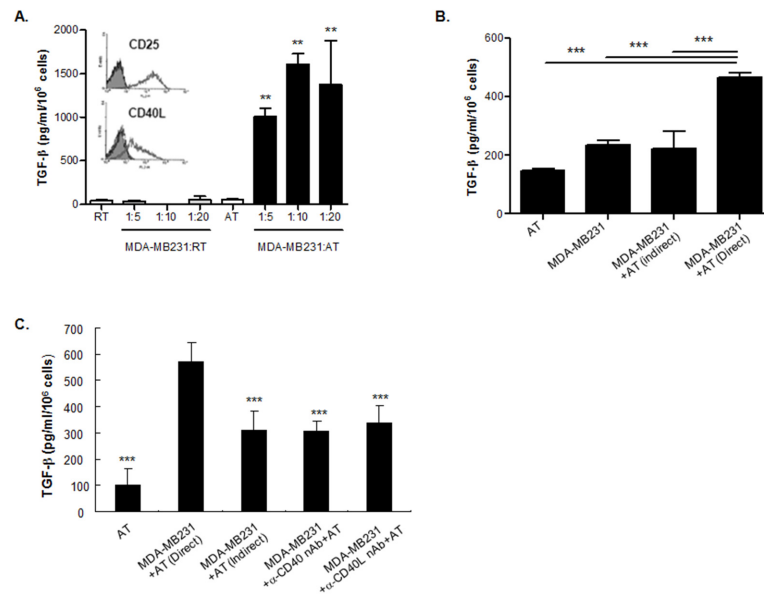 A.
CD25
CD40L
TGF-β (pg/ml/10⁶ cells)
2000
1500
1000
500
0
** ** **
RT 1:5 1:10 1:20 AT 1:5 1:10 1:20
MDA-MB231:RT MDA-MB231:AT
B.
TGF-β (pg/ml/10⁶ cells)
600
400
200
0
*** *** ***
AT
MDA-MB231
MDA-MB231
+AT (indirect)
MDA-MB231
+AT (Direct)
C.
TGF-β (pg/ml/10⁶ cells)
700
600
500
400
300
200
100
0
*** *** *** ***
AT
MDA-MB231
+AT (Direct)
MDA-MB231
+AT (Indirect)
MDA-MB231
+α-CD40 nAb+AT
MDA-MB231
+α-CD40L nAb+AT